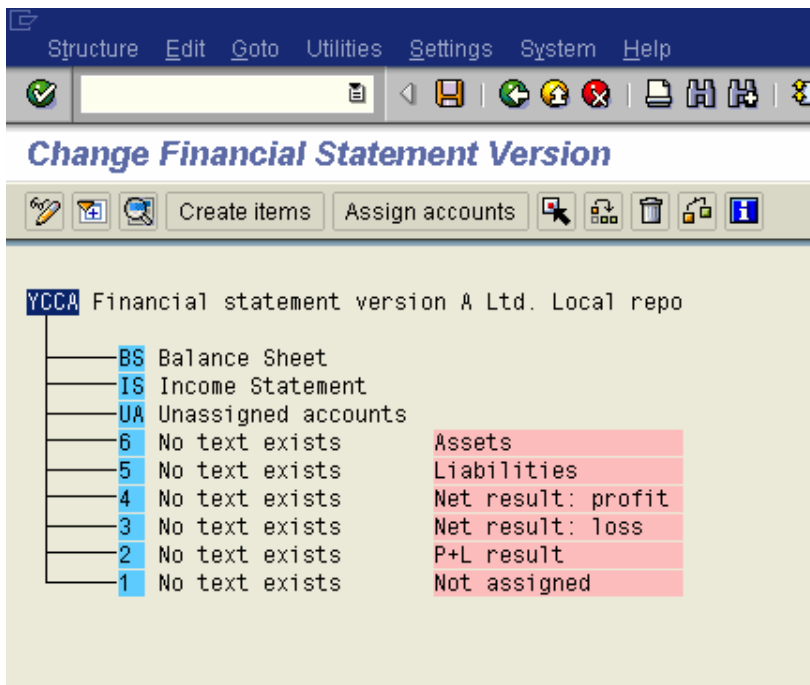 Structure Edit Goto Utilities Settings System Help
Change Financial Statement Version
Create items Assign accounts
YCCA Financial statement version A Ltd. Local repo
BS Balance Sheet
IS Income Statement
UA Unassigned accounts
6 No text exists Assets
5 No text exists Liabilities
4 No text exists Net result: profit
3 No text exists Net result: loss
2 No text exists P+L result
1 No text exists Not assigned